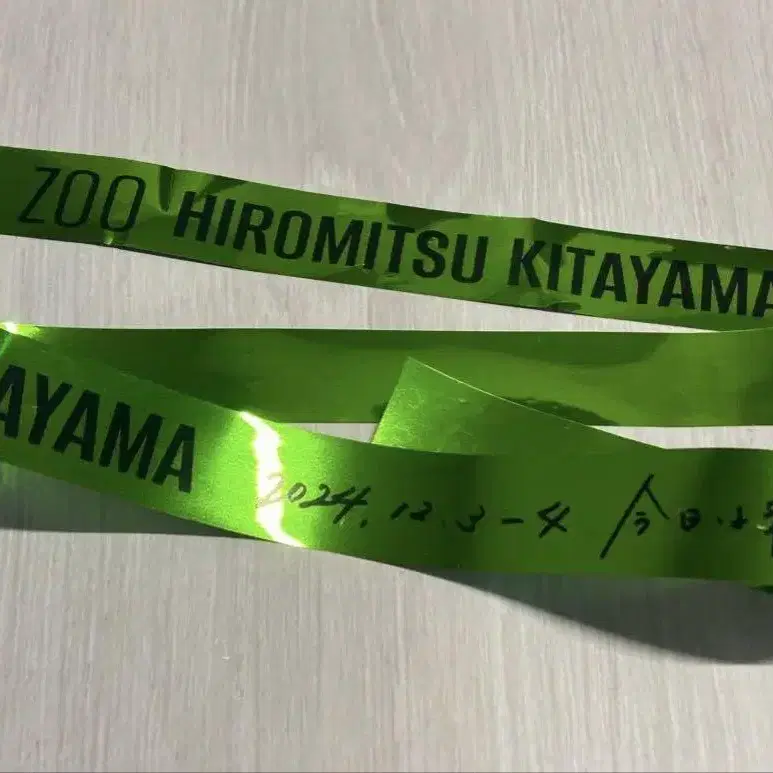 ZOO HIROMITSU KITAYAMA
AYAMA 2024.12.3-4 今日